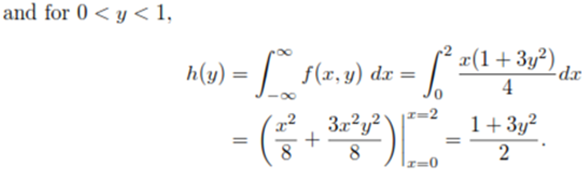 and for 0 < y < 1,
h(y) = ∫_{-∞}^{∞} f(x, y) dx = ∫_0^2 x(1 + 3y²)/4 dx
= (x²/8 + 3x²y²/8)|_{x=0}^{x=2} = (1 + 3y²)/2.